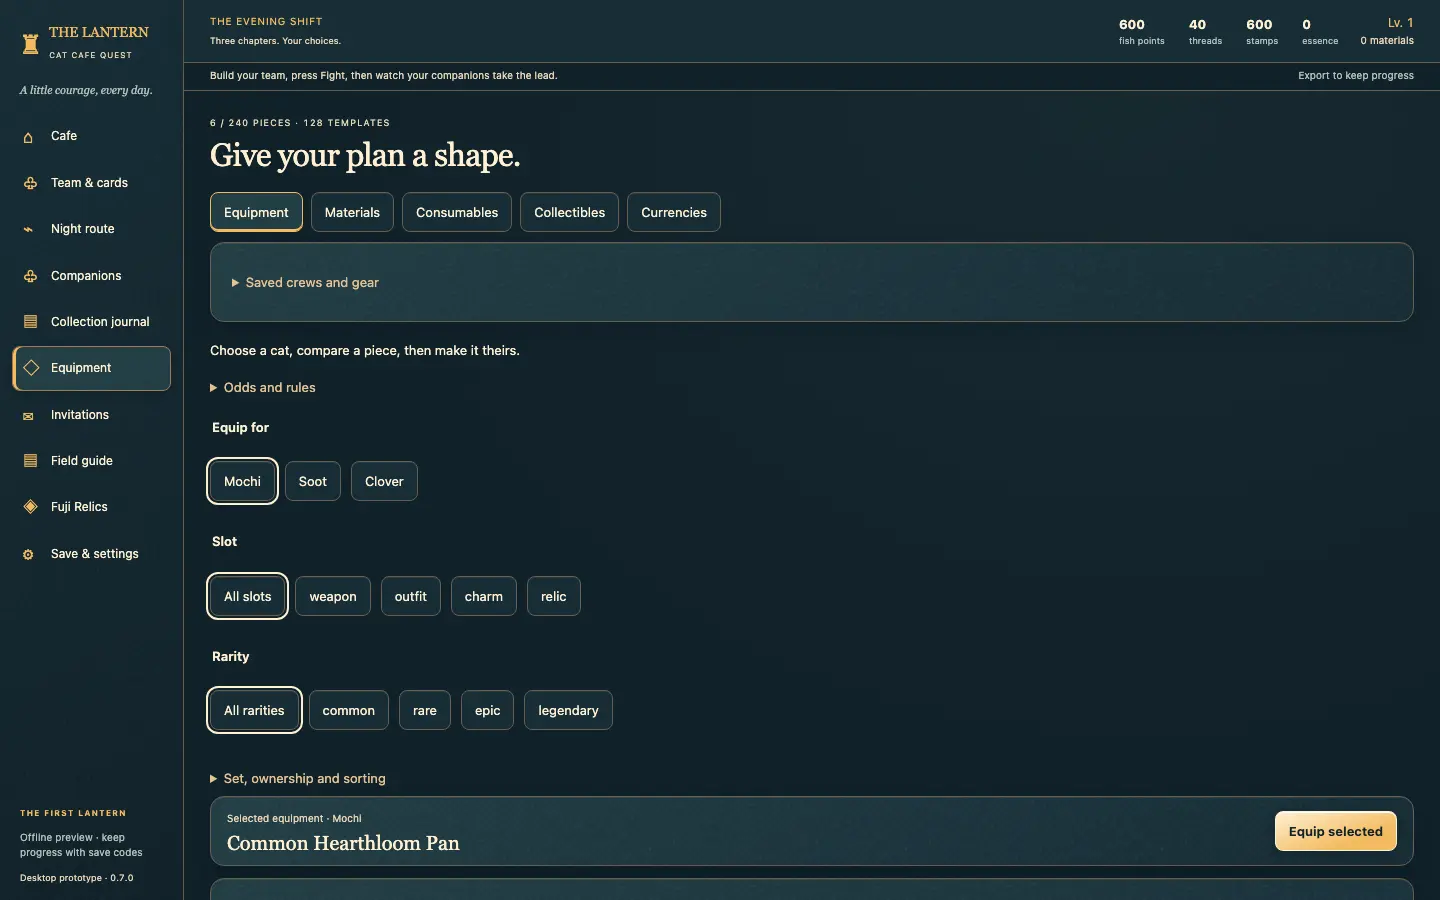 THE LANTERN
CAT CAFE QUEST
A little courage, every day.
Cafe
Team & cards
Night route
Companions
Collection journal
Equipment
Invitations
Field guide
Fuji Relics
Save & settings
THE FIRST LANTERN
Offline preview · keep
progress with save codes
Desktop prototype · 0.7.0
THE EVENING SHIFT
Three chapters. Your choices.
600 fish points
40 threads
600 stamps
0 essence
Lv. 1
0 materials
Build your team, press Fight, then watch your companions take the lead.
Export to keep progress
6 / 240 PIECES · 128 TEMPLATES
Give your plan a shape.
Equipment Materials Consumables Collectibles Currencies
Saved crews and gear
Choose a cat, compare a piece, then make it theirs.
Odds and rules
Equip for
Mochi Soot Clover
Slot
All slots weapon outfit charm relic
Rarity
All rarities common rare epic legendary
Set, ownership and sorting
Selected equipment · Mochi
Common Hearthloom Pan
Equip selected